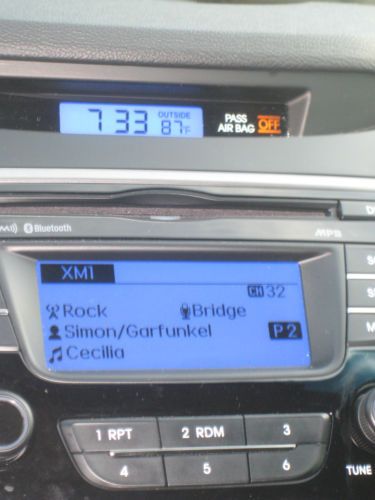 7 33 OUTSIDE 87°F
PASS AIR BAG OFF
Bluetooth
MP3
XM1
CH 32
Rock Bridge
Simon/Garfunkel P2
Cecilia
1 RPT 2 RDM 3
4 5 6
TUNE